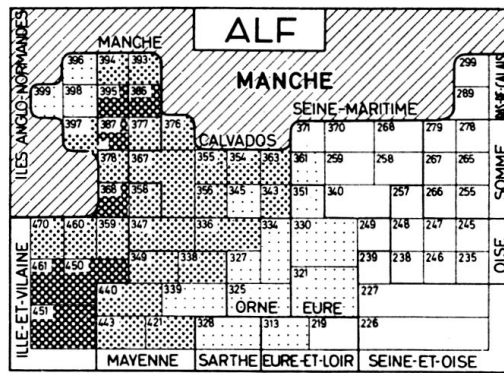 ALF
ILES ANGLO-NORMANDES
MANCHE
MANCHE
396 394 393
299
399 398 395 386
289
PAS-DE-CALAIS
SEINE-MARITIME
397 387 377 376
371 370 268 279 278
CALVADOS
378 367 355 354 363 361 259 258 267 265
SOMME
368 358 356 345 343 351 340 257 266 255
470 460 359 347 336 334 330 249 248 247 245
OISE
461 450 349 338 327 239 238 246 235
321
ILLE-ET-VILAINE
440 339 325 227
451
ORNE EURE
443 421 328 313 219 226
MAYENNE SARTHE EURE-ET-LOIR SEINE-ET-OISE